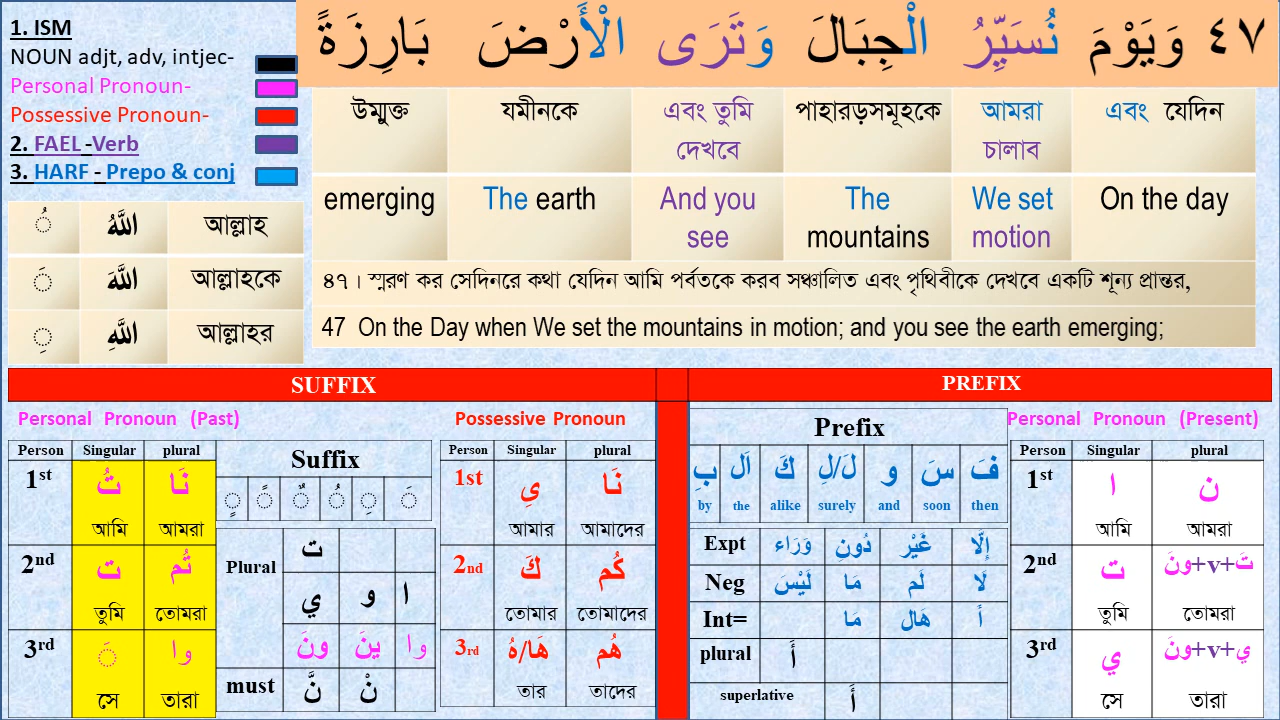 1. ISM
NOUN adjt, adv, intjec-
Personal Pronoun-
Possessive Pronoun-
2. FAEL -Verb
3. HARF - Prepo & conj
٤٧ وَيَوْمَ نُسَيِّرُ الْجِبَالَ وَتَرَى الْأَرْضَ بَارِزَةً
উম্মুক্ত যমীনকে এবং তুমি দেখবে পাহারড়সমূহকে আমরা চালাব এবং যেদিন
emerging The earth And you see The mountains We set motion On the day
৪৭। স্মরণ কর সেদিনরে কথা যেদিন আমি পর্বতকে করব সঞ্চালিত এবং পৃথিবীকে দেখবে একটি শূন্য প্রান্তর,
47 On the Day when We set the mountains in motion; and you see the earth emerging;
ُ اللَّهُ আল্লাহ
َ اللَّهَ আল্লাহকে
ِ اللَّهِ আল্লাহর
SUFFIX
PREFIX
Personal Pronoun (Past)
Person Singular plural
1st تُ نَا
আমি আমরা
2nd ت تُم
তুমি তোমরা
3rd َ وا
সে তারা
Suffix
ٍ ً ٌ ُ ِ َ
Plural ت
ي و ا
ونَ ينَ وا
must نَّ نْ
Possessive Pronoun
Person Singular plural
1st ىِ نَا
আমার আমাদের
2nd كَ كُم
তোমার তোমাদের
3rd هَا/هُ هُم
তার তাদের
Prefix
بِ اَل كَ لَ/لِ و سَ فَ
by the alike surely and soon then
Expt وَرَاء دُونِ غَيْر إِلَّا
Neg لَيْسَ مَا لَم لَا
Int= مَا هَال أَ
plural أَ
superlative أَ
Personal Pronoun (Present)
Person Singular plural
1st ا ن
আমি আমরা
2nd ت تَ+v+ونَ
তুমি তোমরা
3rd ي ي+v+ونَ
সে তারা